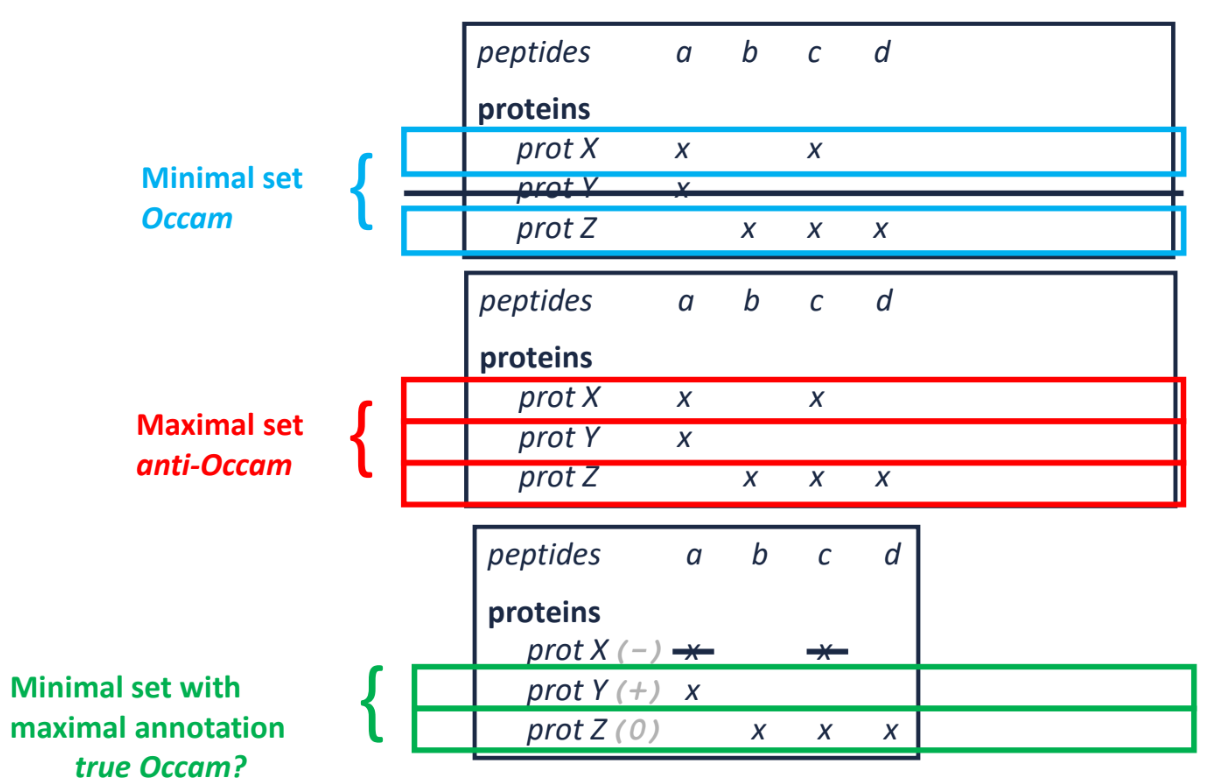 peptides a b c d
proteins
prot X x x
Minimal set
Occam
{
prot Y x
prot Z x x x
peptides a b c d
proteins
prot X x x
Maximal set
anti-Occam
{
prot Y x
prot Z x x x
peptides a b c d
proteins
prot X (−) x x
Minimal set with
maximal annotation
true Occam?
{
prot Y (+) x
prot Z (0) x x x